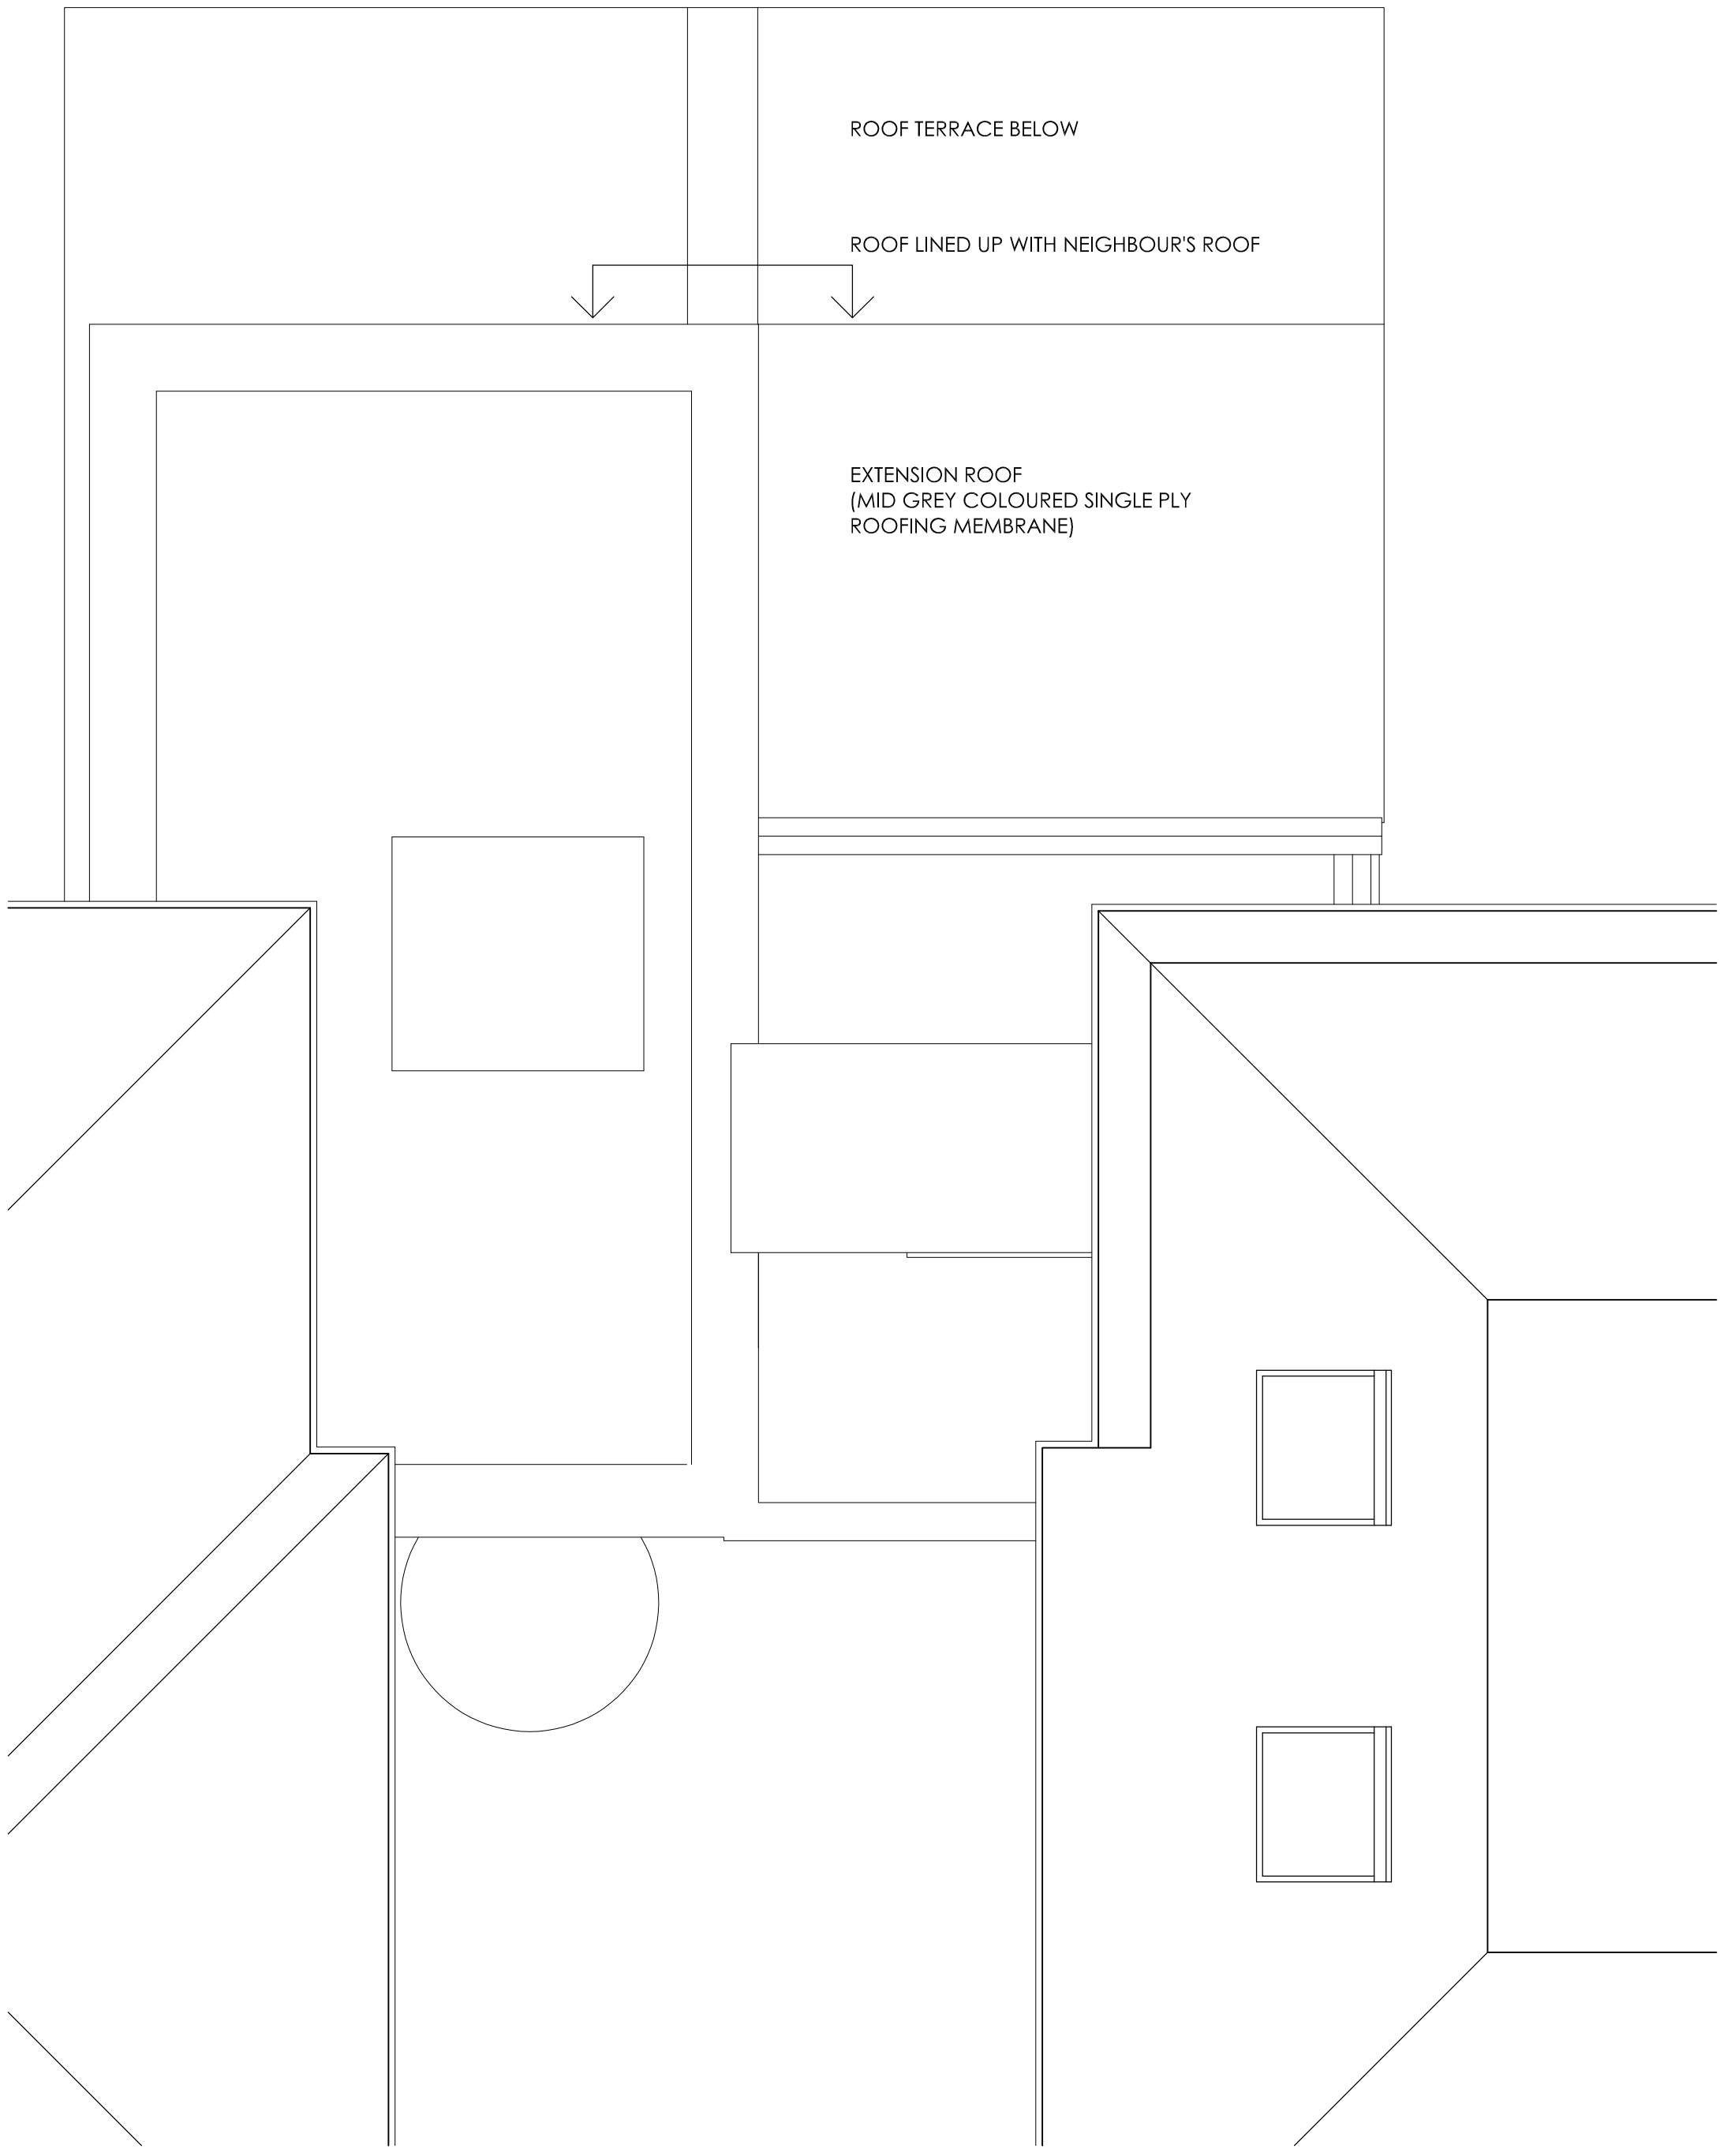 ROOF TERRACE BELOW
ROOF LINED UP WITH NEIGHBOUR'S ROOF
EXTENSION ROOF
(MID GREY COLOURED SINGLE PLY
ROOFING MEMBRANE)